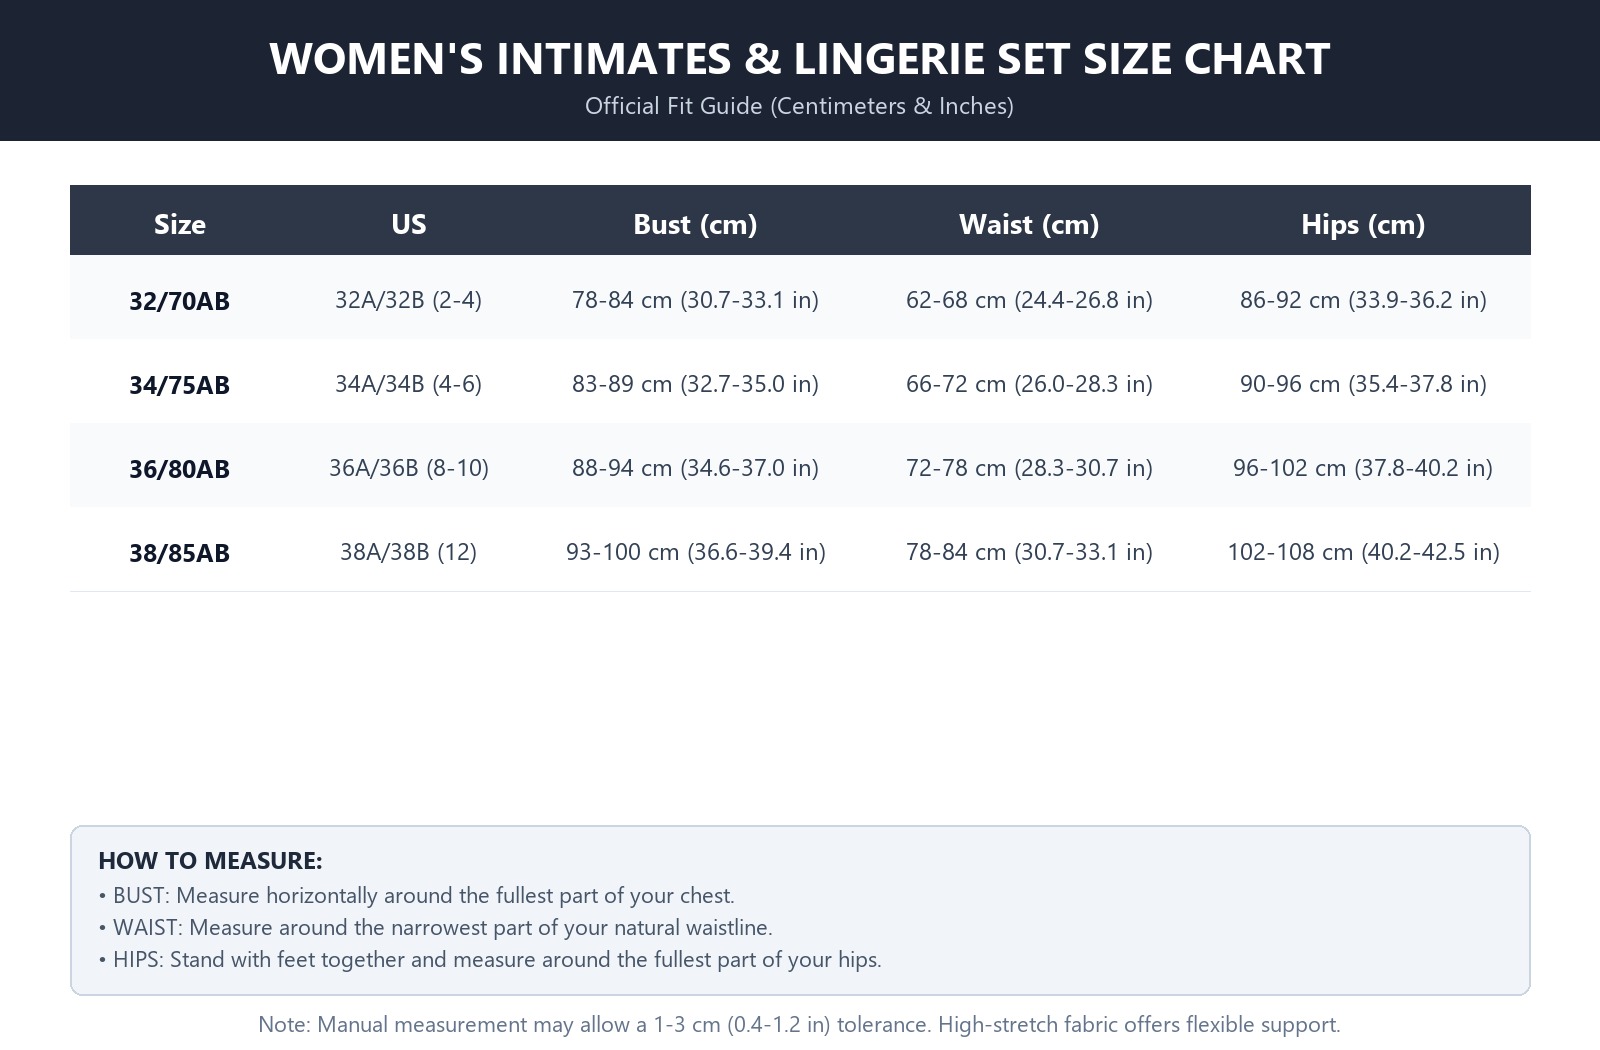 WOMEN'S INTIMATES & LINGERIE SET SIZE CHART
Official Fit Guide (Centimeters & Inches)
Size US Bust (cm) Waist (cm) Hips (cm)
32/70AB 32A/32B (2-4) 78-84 cm (30.7-33.1 in) 62-68 cm (24.4-26.8 in) 86-92 cm (33.9-36.2 in)
34/75AB 34A/34B (4-6) 83-89 cm (32.7-35.0 in) 66-72 cm (26.0-28.3 in) 90-96 cm (35.4-37.8 in)
36/80AB 36A/36B (8-10) 88-94 cm (34.6-37.0 in) 72-78 cm (28.3-30.7 in) 96-102 cm (37.8-40.2 in)
38/85AB 38A/38B (12) 93-100 cm (36.6-39.4 in) 78-84 cm (30.7-33.1 in) 102-108 cm (40.2-42.5 in)
HOW TO MEASURE:
• BUST: Measure horizontally around the fullest part of your chest.
• WAIST: Measure around the narrowest part of your natural waistline.
• HIPS: Stand with feet together and measure around the fullest part of your hips.
Note: Manual measurement may allow a 1-3 cm (0.4-1.2 in) tolerance. High-stretch fabric offers flexible support.